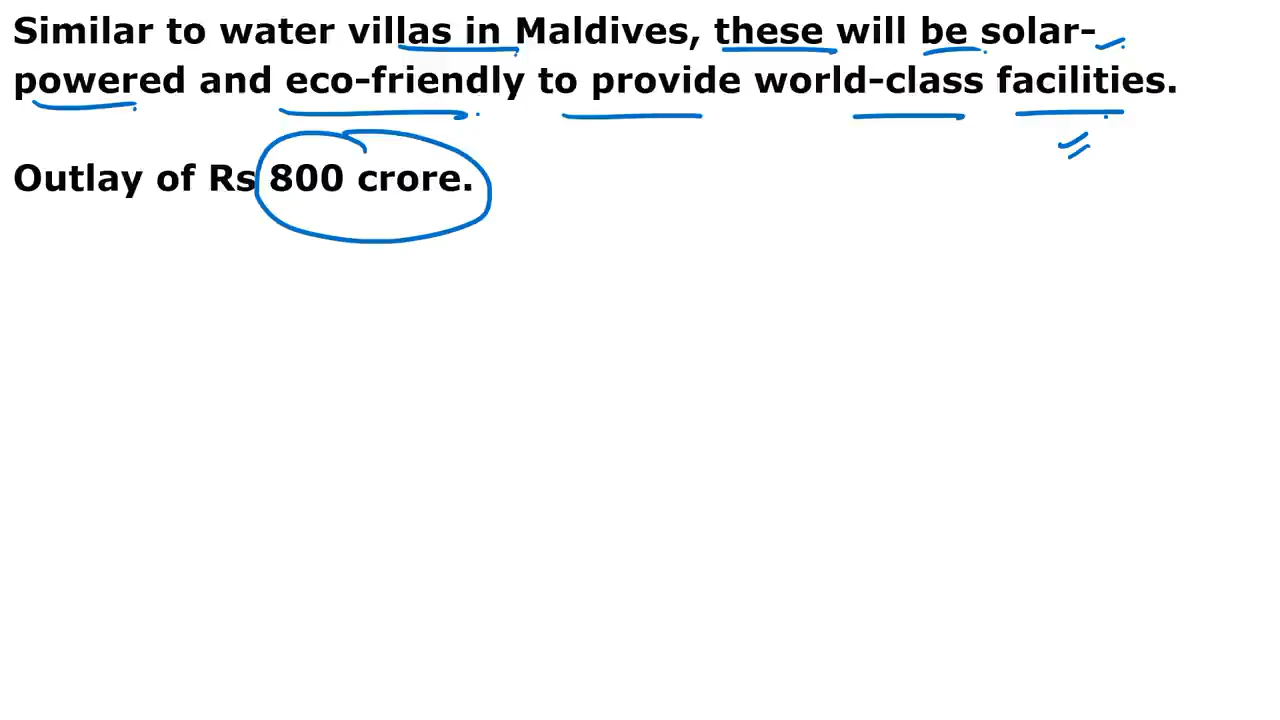 Similar to water villas in Maldives, these will be solar-
powered and eco-friendly to provide world-class facilities.
Outlay of Rs 800 crore.